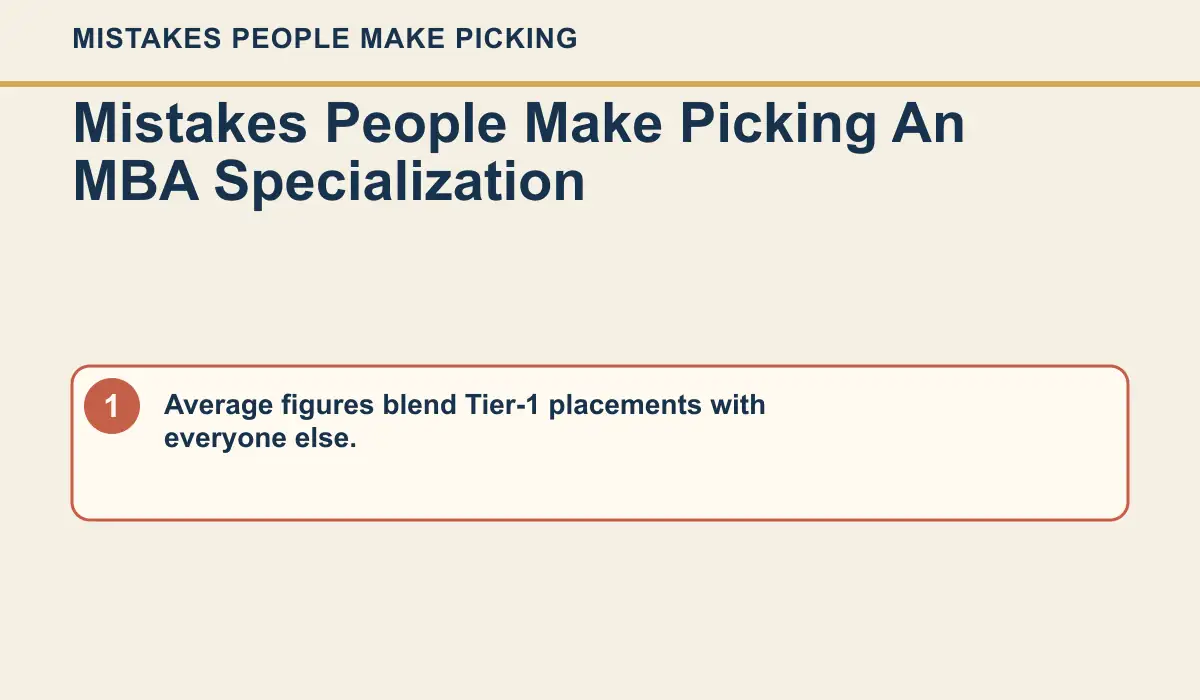 MISTAKES PEOPLE MAKE PICKING
Mistakes People Make Picking An
MBA Specialization
1
Average figures blend Tier-1 placements with
everyone else.